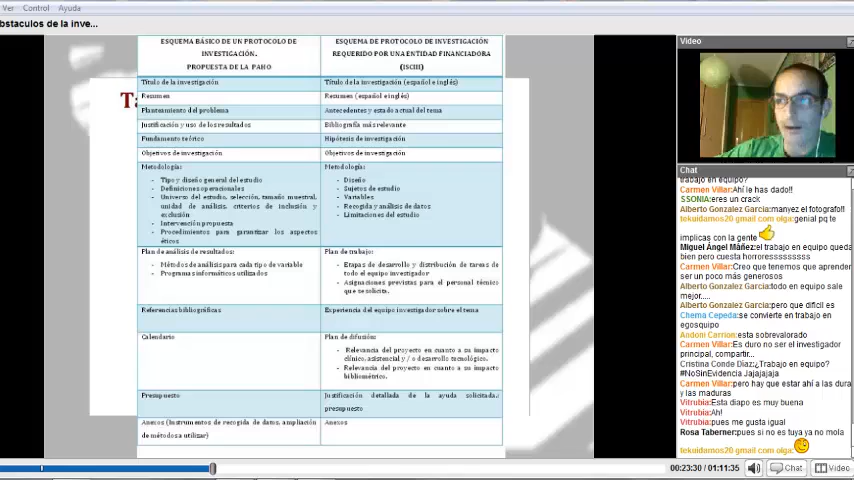 Ver Control Ayuda
bstaculos de la inve...
ESQUEMA BÁSICO DE UN PROTOCOLO DE
INVESTIGACIÓN.
PROPUESTA DE LA PAHO
ESQUEMA DE PROTOCOLO DE INVESTIGACIÓN
REQUERIDO POR UNA ENTIDAD FINANCIADORA
(ISCIII)
Título de la investigación
Título de la investigación (español e inglés)
Resumen
Resumen (español e inglés)
Planteamiento del problema
Antecedentes y estado actual del tema
Justificación y uso de los resultados
Bibliografía más relevante
Fundamento teórico
Hipótesis de investigación
Objetivos de investigación
Objetivos de investigación
Metodología:
- Tipo y diseño general del estudio
- Definiciones operacionales
- Universo del estudio, selección, tamaño muestral,
unidad de análisis, criterios de inclusión y
exclusión
- Intervención propuesta
- Procedimientos para garantizar los aspectos
éticos
Metodología:
- Diseño
- Sujetos de estudio
- Variables
- Recogida y análisis de datos
- Limitaciones del estudio
Plan de análisis de resultados:
- Métodos de análisis para cada tipo de variable
- Programa informáticos utilizados
Plan de trabajo:
- Etapas de desarrollo y distribución de tareas de
todo el equipo investigador
- Asignaciones previstas para el personal técnico
que se solicita.
Referencias bibliográficas
Experiencia del equipo investigador sobre el tema
Calendario
Plan de difusión:
- Relevancia del proyecto en cuanto a su impacto
clínico, asistencial y / o desarrollo tecnológico.
- Relevancia del proyecto en cuanto a su impacto
bibliométrico.
Presupuesto
Justificación detallada de la ayuda solicitada.:
presupuesto
Anexos (Instrumentos de recogida de datos, ampliación
de métodos a utilizar)
Anexos
Video
Chat
trabajo en equipo?
Carmen Villar:Ahí le has dado!!
SSONIA:eres un crack
Alberto Gonzalez Garcia:manyez el fotografo!!
tekuidamos20 gmail com olga:genial pq te
implicas con la gente
Miguel Ángel Máñez:el trabajo en equipo queda
bien pero cuesta horroressssssssss
Carmen Villar:Creo que tenemos que aprender
ser un poco más generosos
Alberto Gonzalez Garcia:todo en equipo sale
mejor.....
Alberto Gonzalez Garcia:pero que dificil es
Chema Cepeda:se convierte en trabajo en
egosquipo
Andoni Carrion:esta sobrevalorado
Carmen Villar:Es duro no ser el investigador
principal, compartir...
Cristina Conde Díaz:¿Trabajo en equipo?
#NoSinEvidencia Jajajajaja
Carmen Villar:pero hay que estar ahí a las dura
y las maduras
Vitrubia:Esta diapo es muy buena
Vitrubia:Ah!
Vitrubia:pues me gusta igual
Rosa Taberner:pues si no es tuya ya no mola
tekuidamos20 gmail com olga:
00:23:30 / 01:11:35
Chat
Video